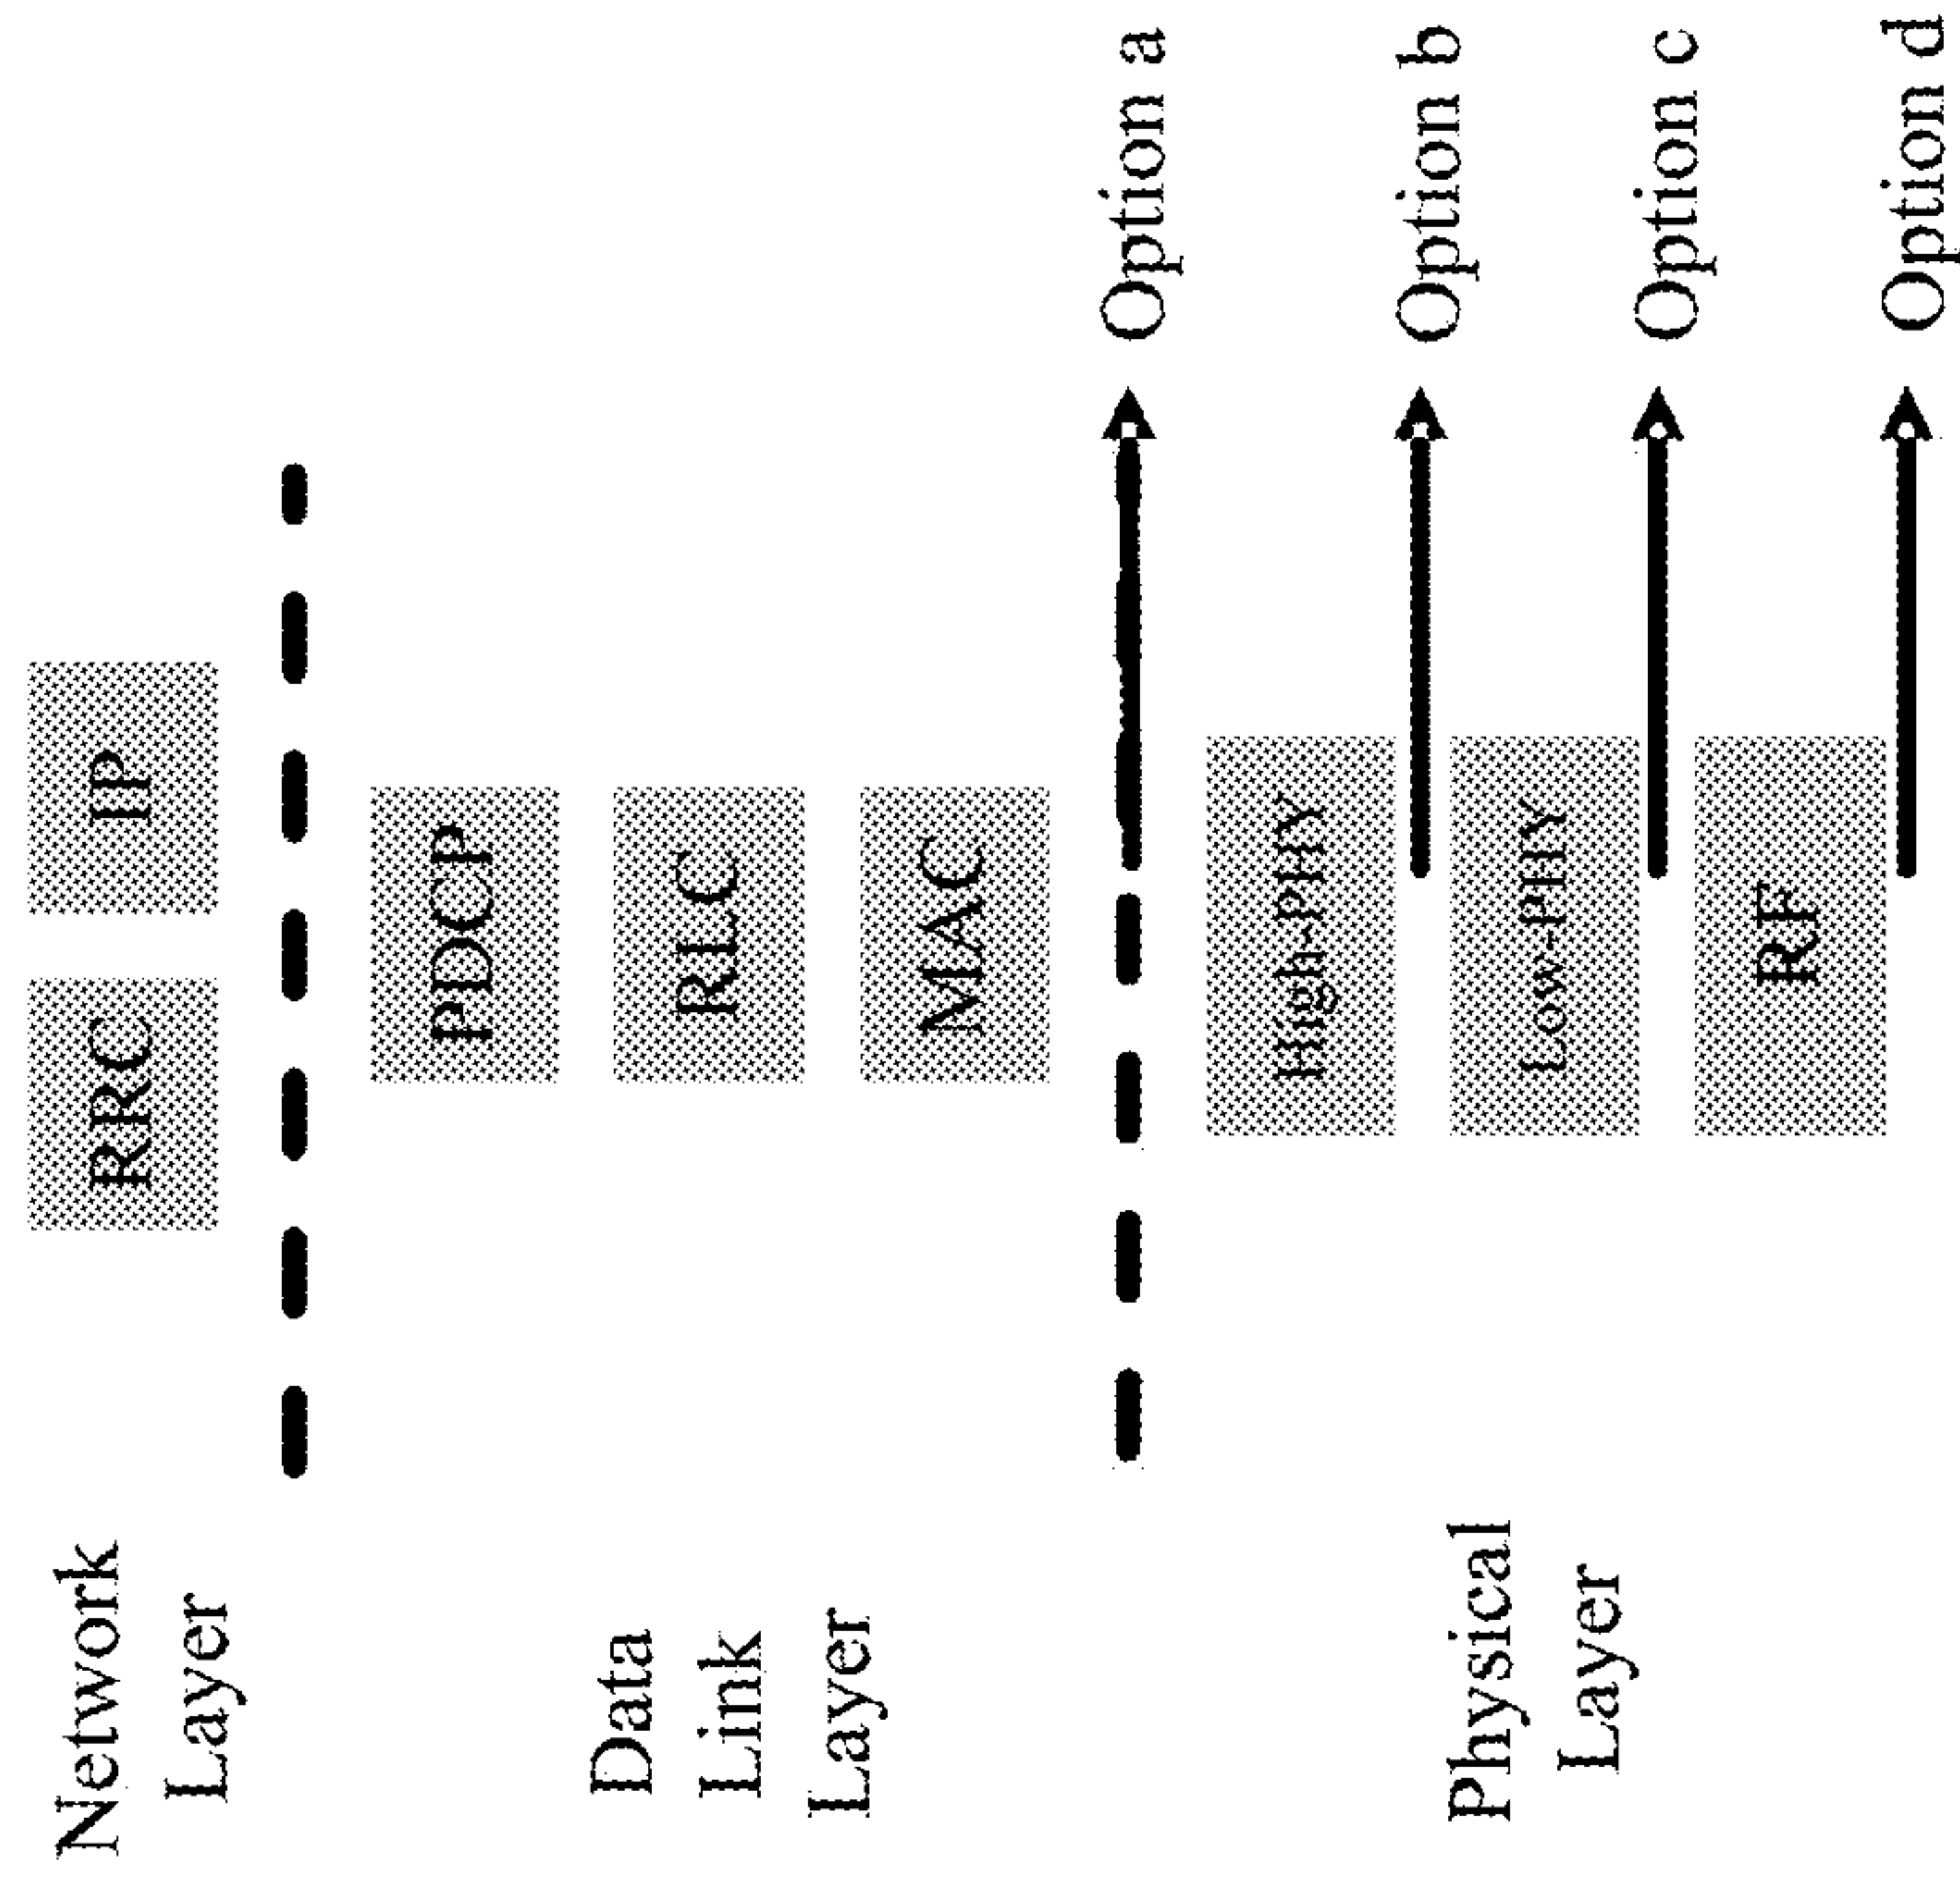 Network
Layer
RRC
IP
Data
Link
Layer
PDCP
RLC
MAC
Option a
Physical
Layer
High-PHY
Option b
Low-PHY
Option c
RF
Option d